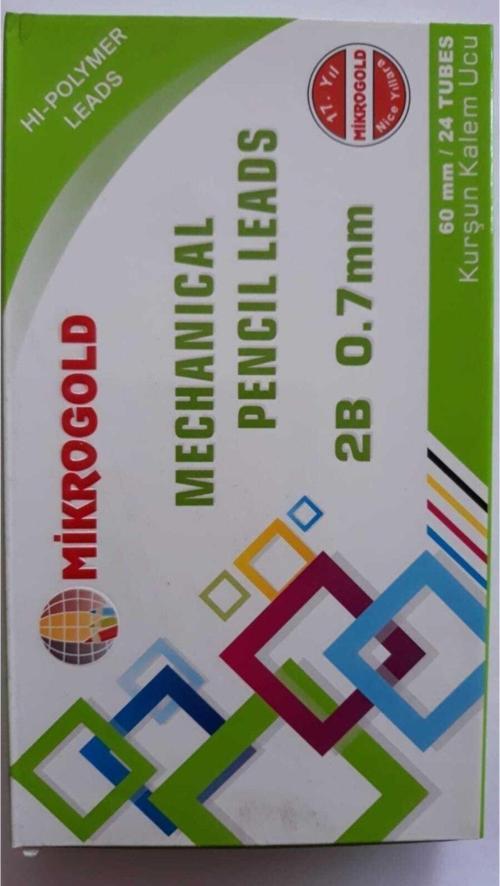 HI-POLYMER
LEADS
MİKROGOLD
MECHANICAL
PENCIL LEADS
2B 0.7mm
17. Yıl
MİKROGOLD
Nice Yıllara
60 mm / 24 TUBES
Kurşun Kalem Ucu